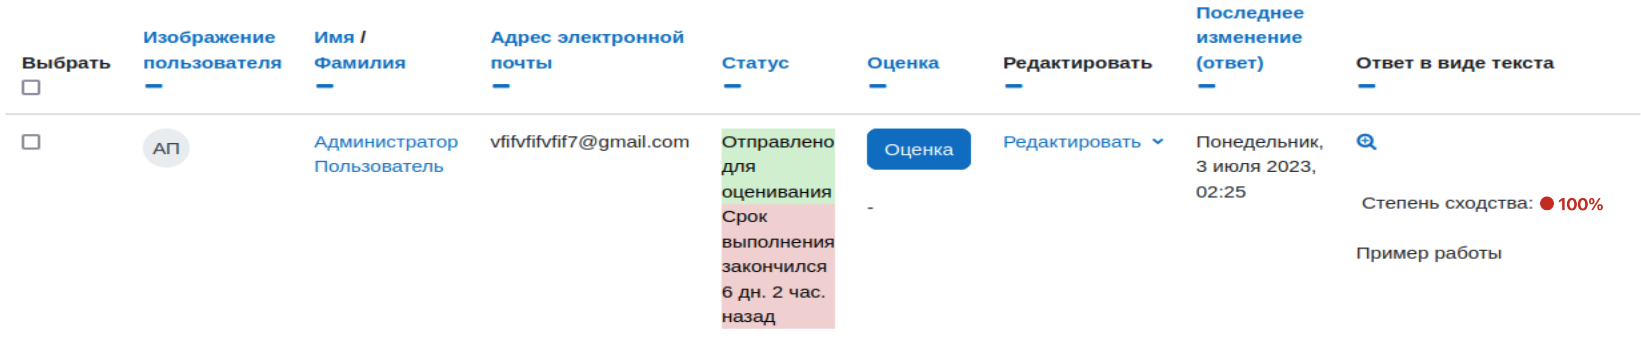 Выбрать
Изображение
пользователя
Имя /
Фамилия
Адрес электронной
почты
Статус
Оценка
Редактировать
Последнее
изменение
(ответ)
Ответ в виде текста
АП
Администратор
Пользователь
vfifvfifvfif7@gmail.com
Отправлено
для
оценивания
Срок
выполнения
закончился
6 дн. 2 час.
назад
Оценка
-
Редактировать
Понедельник,
3 июля 2023,
02:25
Степень сходства: 100%
Пример работы